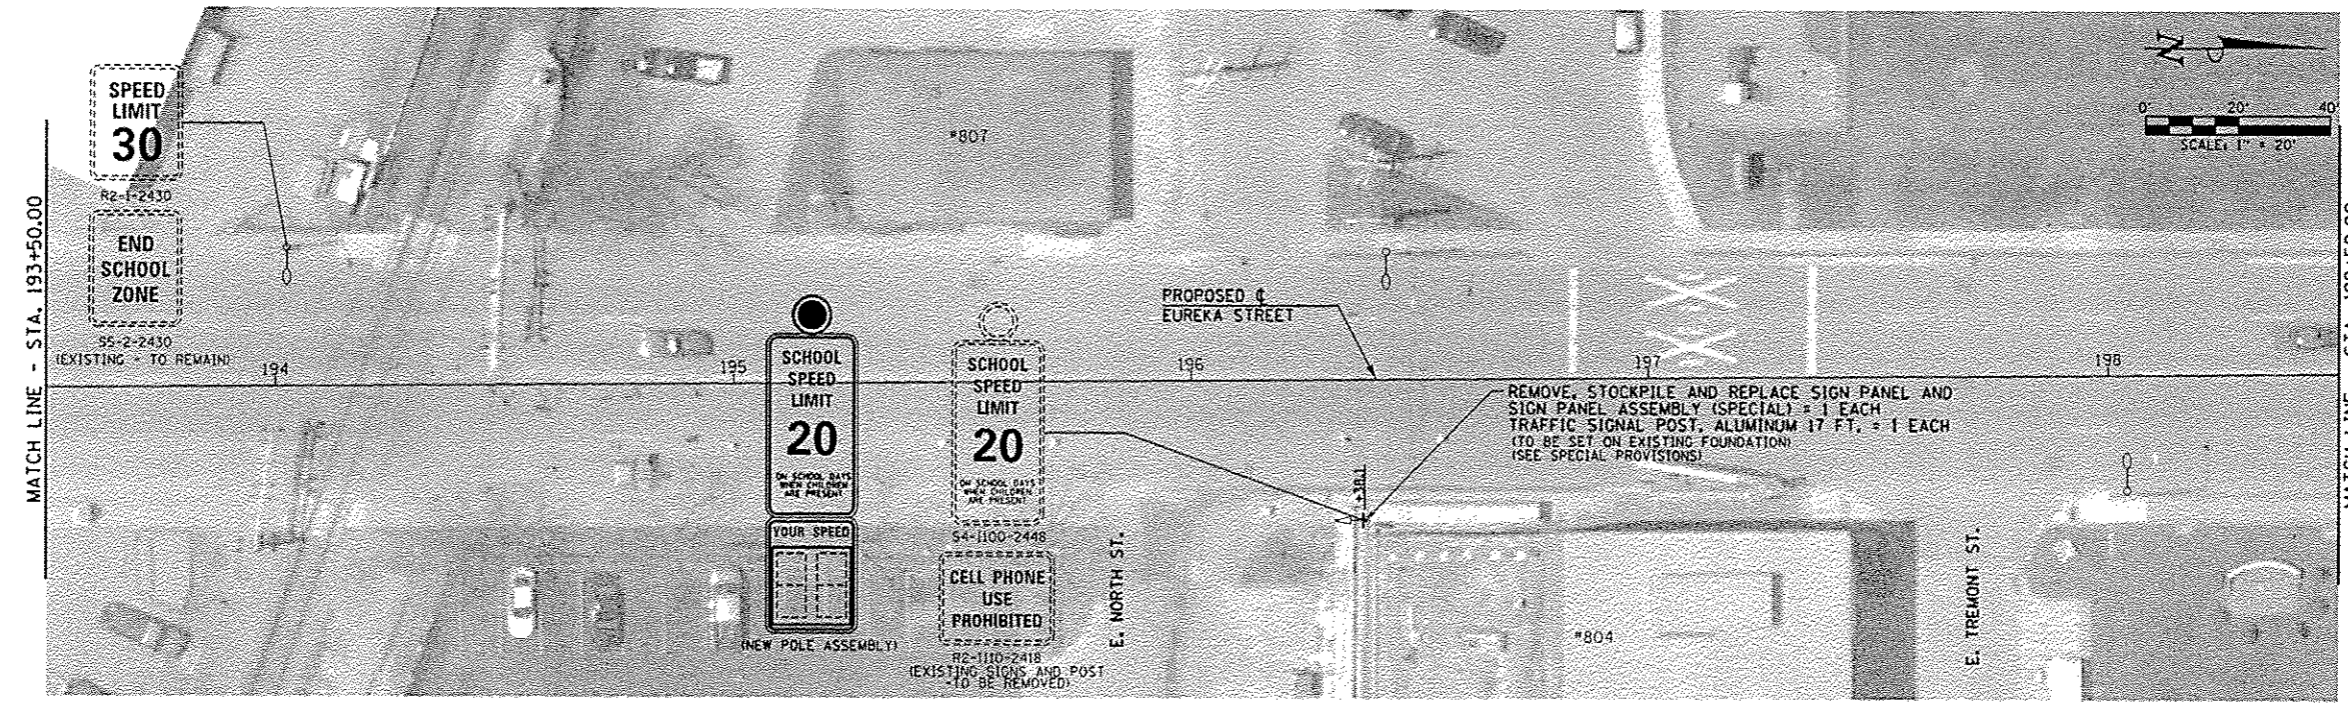 MATCH LINE - STA. 193+50.00
SPEED
LIMIT
30
R2-1-2430
END
SCHOOL
ZONE
S5-2-2430
(EXISTING - TO REMAIN)
194
195
196
197
198
#807
N
0' 20' 40'
SCALE: 1" = 20'
PROPOSED ℄
EUREKA STREET
SCHOOL
SPEED
LIMIT
20
ON SCHOOL DAYS
WHEN CHILDREN
ARE PRESENT
YOUR SPEED
(NEW POLE ASSEMBLY)
SCHOOL
SPEED
LIMIT
20
ON SCHOOL DAYS
WHEN CHILDREN
ARE PRESENT
S4-1100-2448
CELL PHONE
USE
PROHIBITED
R2-1110-2418
(EXISTING SIGNS AND POST
-TO BE REMOVED)
E. NORTH ST.
+38.1
REMOVE, STOCKPILE AND REPLACE SIGN PANEL AND
SIGN PANEL ASSEMBLY (SPECIAL) = 1 EACH
TRAFFIC SIGNAL POST, ALUMINUM 17 FT. = 1 EACH
(TO BE SET ON EXISTING FOUNDATION)
(SEE SPECIAL PROVISIONS)
#804
E. TREMONT ST.